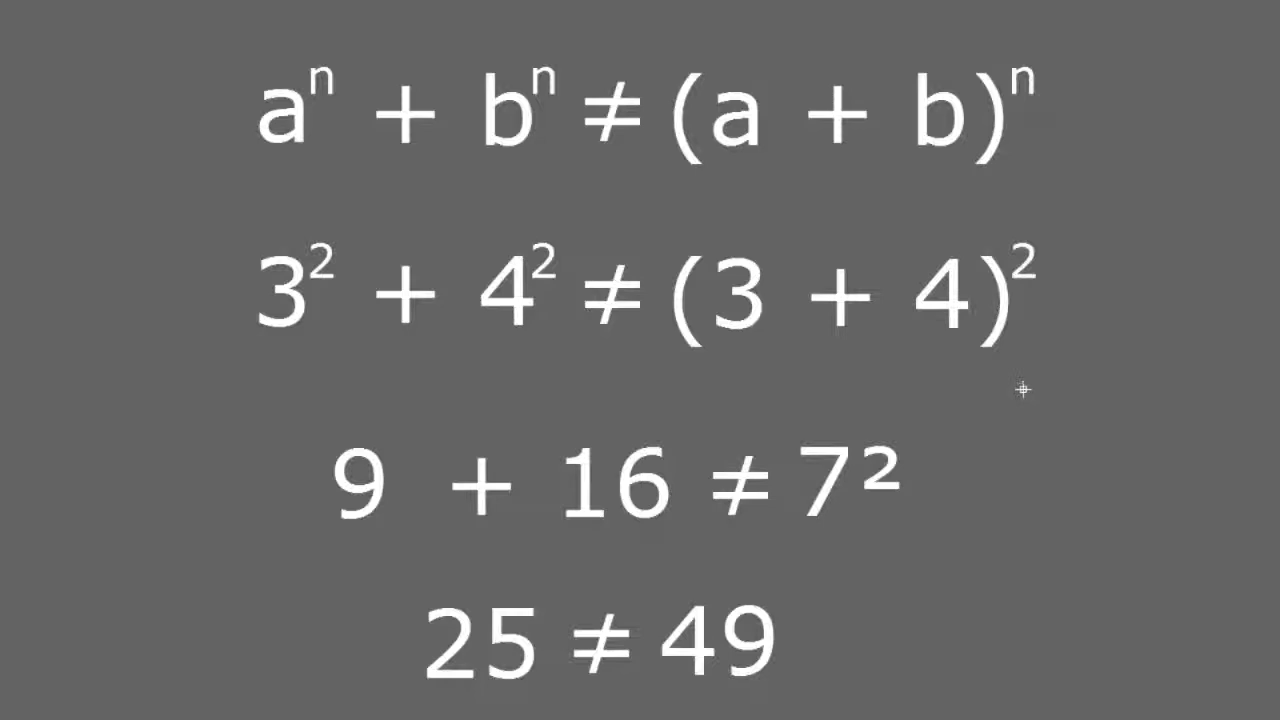 aⁿ + bⁿ ≠ (a + b)ⁿ
3² + 4² ≠ (3 + 4)²
9 + 16 ≠ 7²
25 ≠ 49